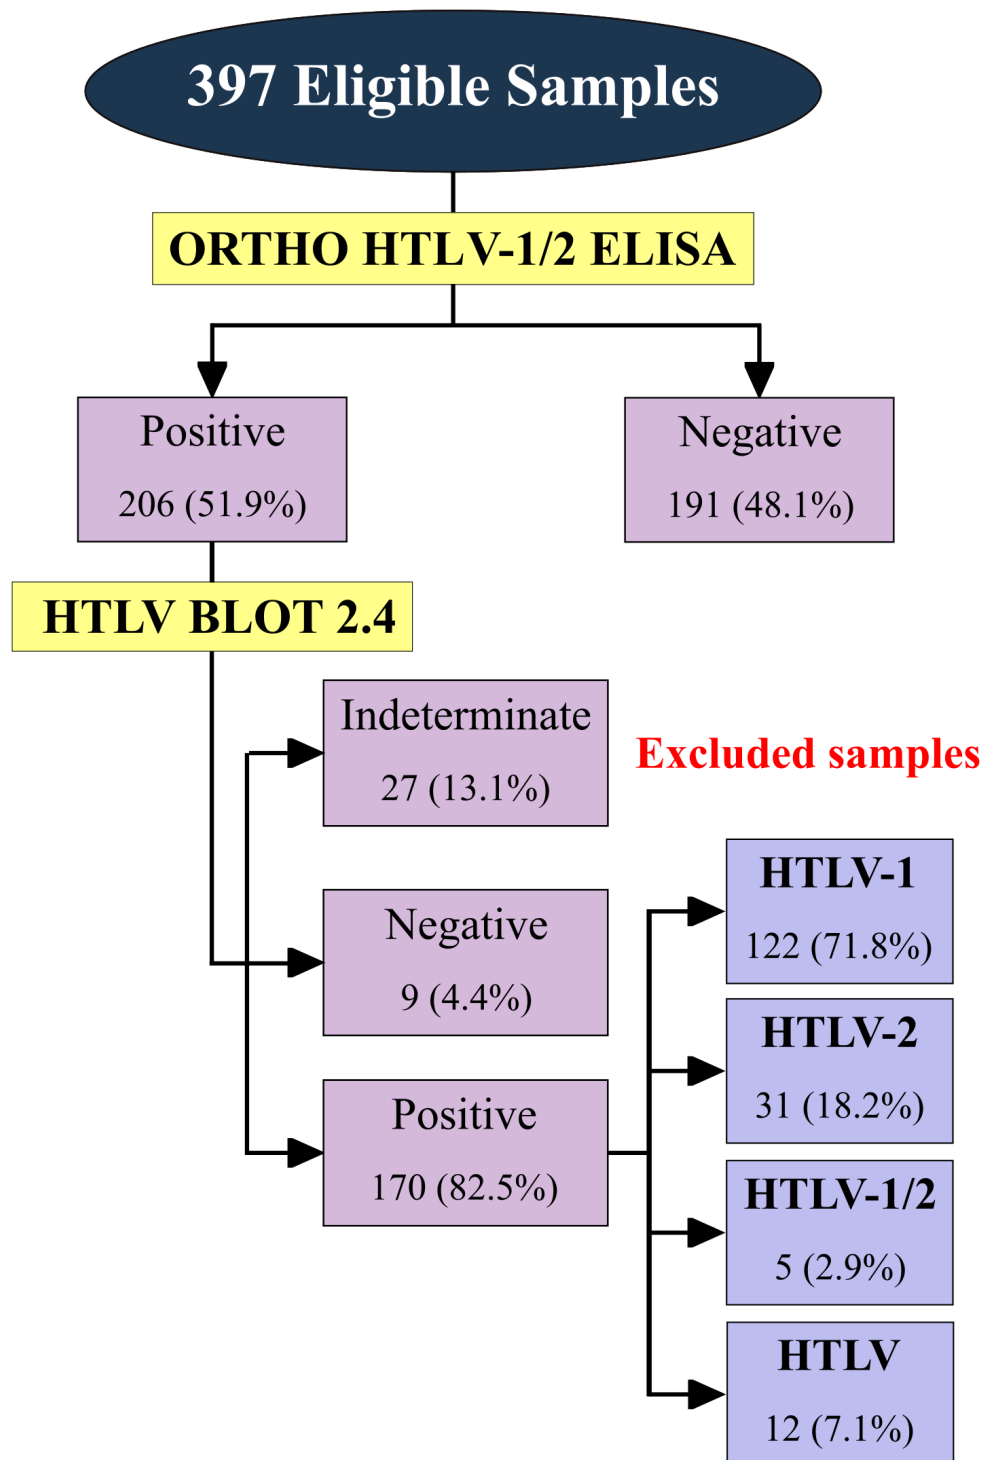 397 Eligible Samples
ORTHO HTLV-1/2 ELISA
Positive
206 (51.9%)
Negative
191 (48.1%)
HTLV BLOT 2.4
Indeterminate
27 (13.1%)
Excluded samples
Negative
9 (4.4%)
Positive
170 (82.5%)
HTLV-1
122 (71.8%)
HTLV-2
31 (18.2%)
HTLV-1/2
5 (2.9%)
HTLV
12 (7.1%)